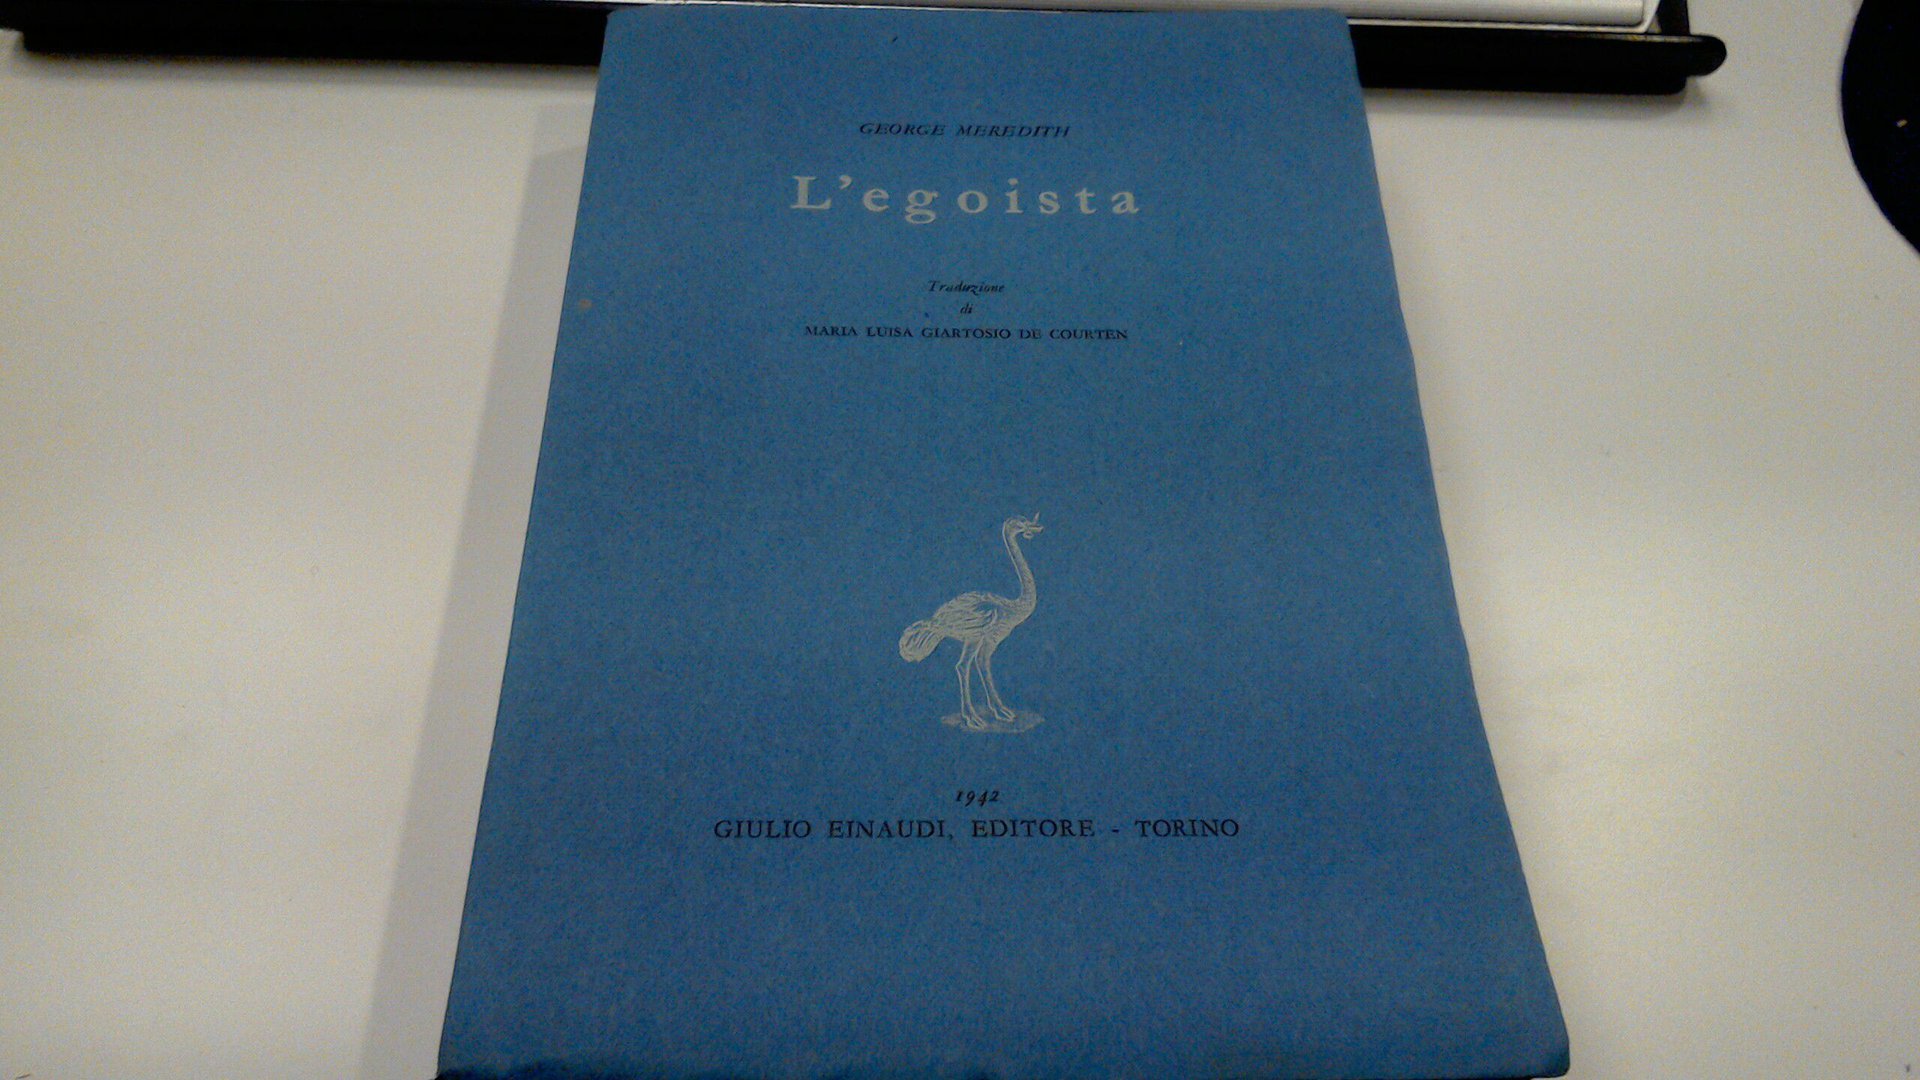 GEORGE MEREDITH
L'egoista
Traduzione
di
MARIA LUISA GIARTOSIO DE COURTEN
1942
GIULIO EINAUDI, EDITORE - TORINO